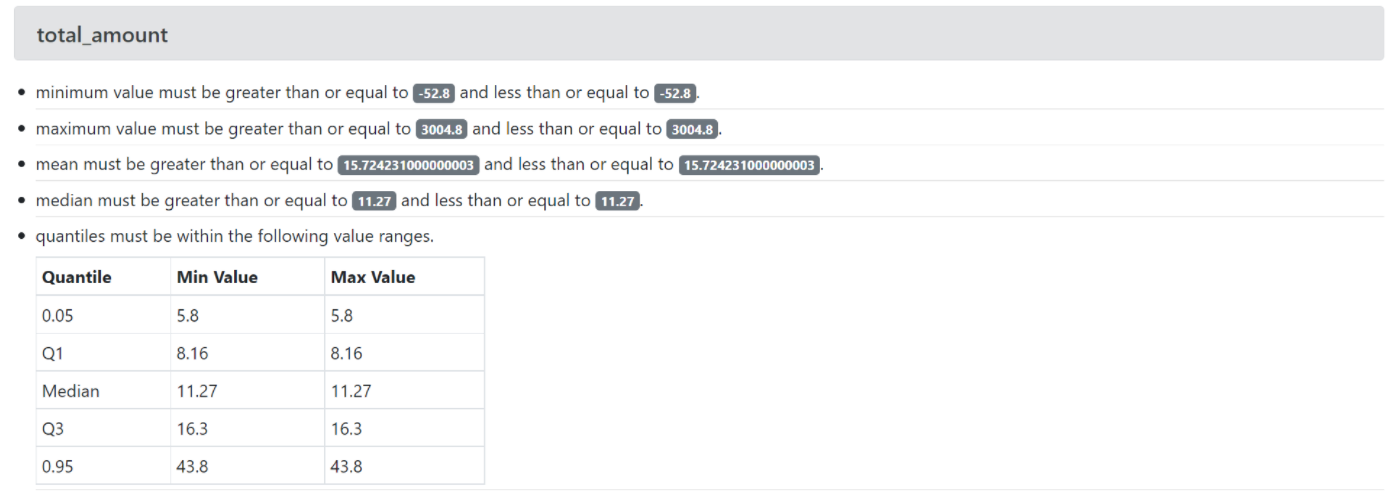 total_amount
minimum value must be greater than or equal to -52.8 and less than or equal to -52.8.
maximum value must be greater than or equal to 3004.8 and less than or equal to 3004.8.
mean must be greater than or equal to 15.724231000000003 and less than or equal to 15.724231000000003.
median must be greater than or equal to 11.27 and less than or equal to 11.27.
quantiles must be within the following value ranges.
Quantile Min Value Max Value
0.05 5.8 5.8
Q1 8.16 8.16
Median 11.27 11.27
Q3 16.3 16.3
0.95 43.8 43.8